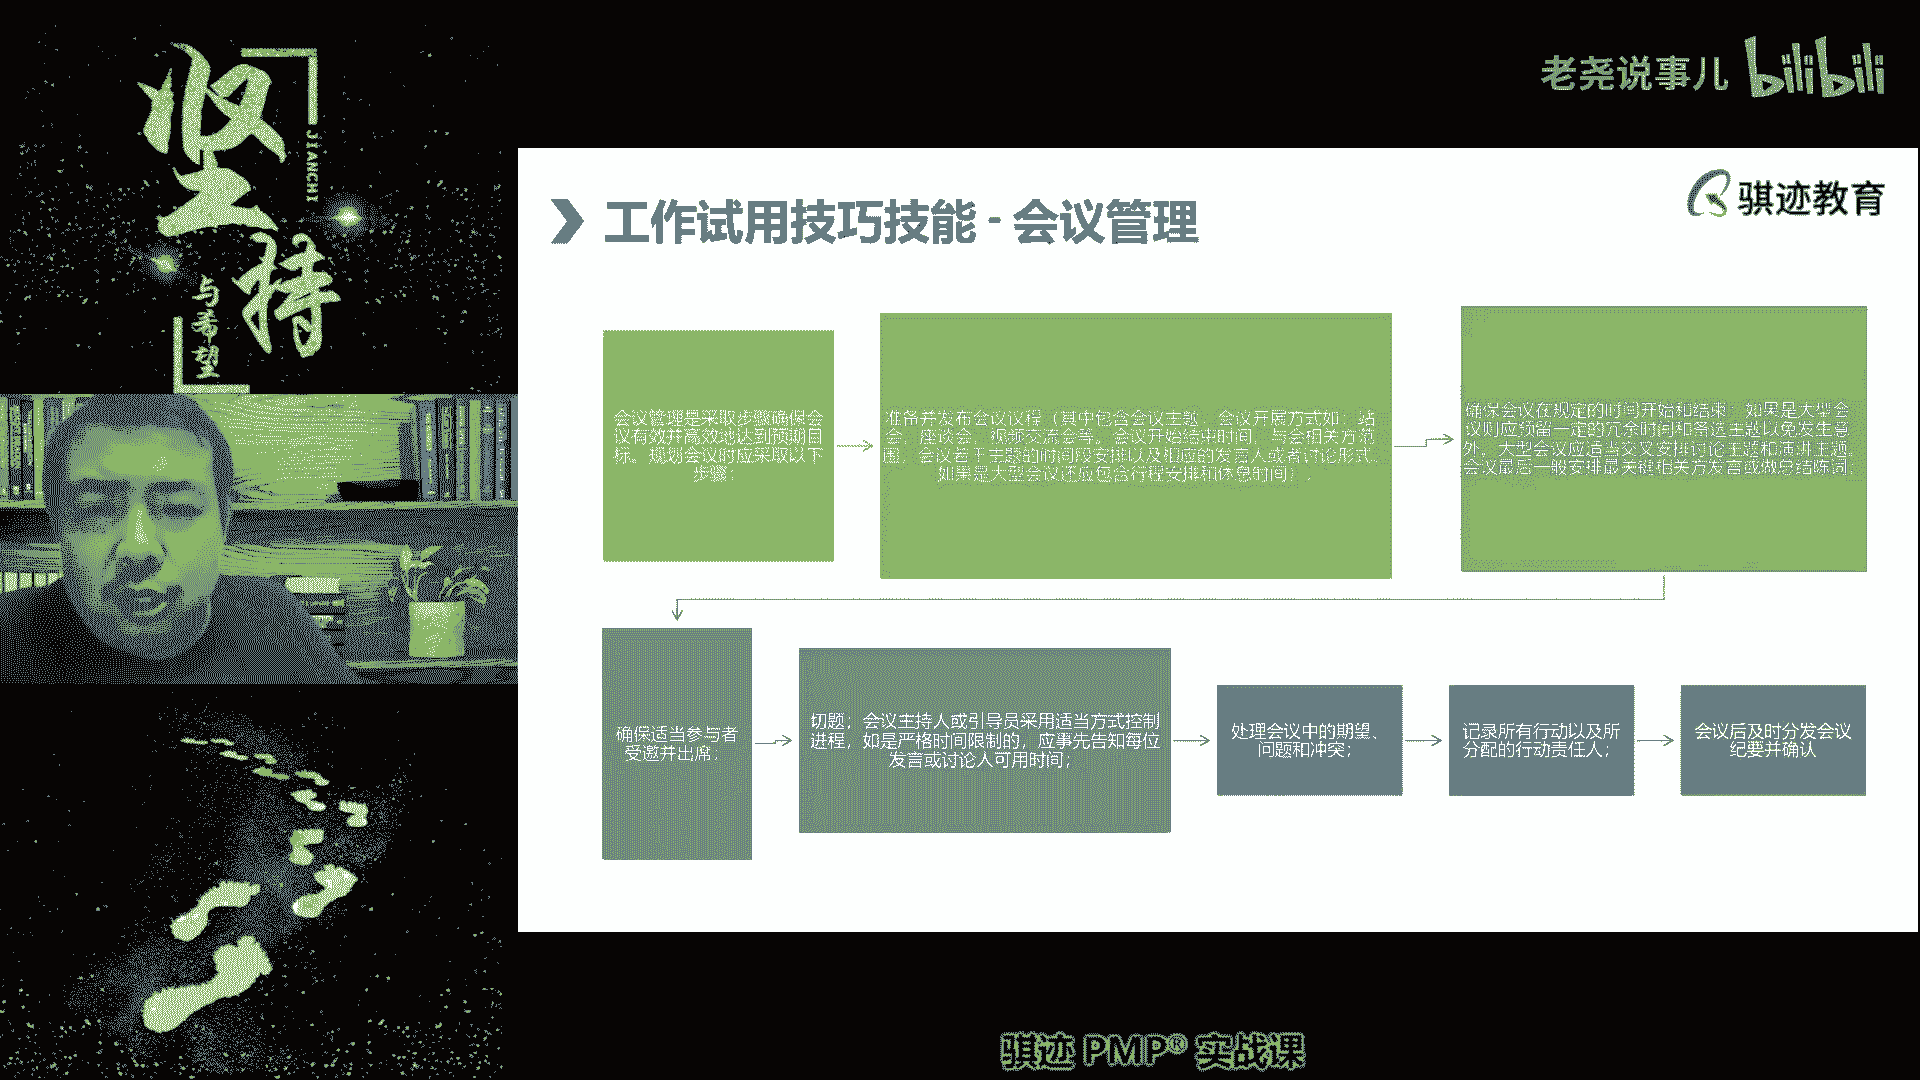 坚持
JIANCHI
与希望
老尧说事儿 bilibili
骐迹教育
工作试用技巧技能 - 会议管理
会议管理是采取步骤确保会
议有效并高效地达到预期目
标。规划会议时应采取以下
步骤:
准备并发布会议议程(其中包含会议主题、会议开展方式如:站
会、座谈会、视频交流会等。会议开始结束时间、与会相关方范
围、会议若干主题的时间段安排以及相应的发言人或者讨论形式、
如果是大型会议还应包含行程安排和休息时间);
确保会议在规定的时间开始和结束;如果是大型会
议则应预留一定的冗余时间和备选主题以免发生意
外,大型会议应适当交叉安排讨论主题和演讲主题、
会议最后一般安排最关键相关方发言或做总结陈词;
确保适当参与者
受邀并出席;
切题;会议主持人或引导员采用适当方式控制
进程,如是严格时间限制的,应事先告知每位
发言或讨论人可用时间;
处理会议中的期望、
问题和冲突;
记录所有行动以及所
分配的行动责任人;
会议后及时分发会议
纪要并确认
骐迹 PMP® 实战课